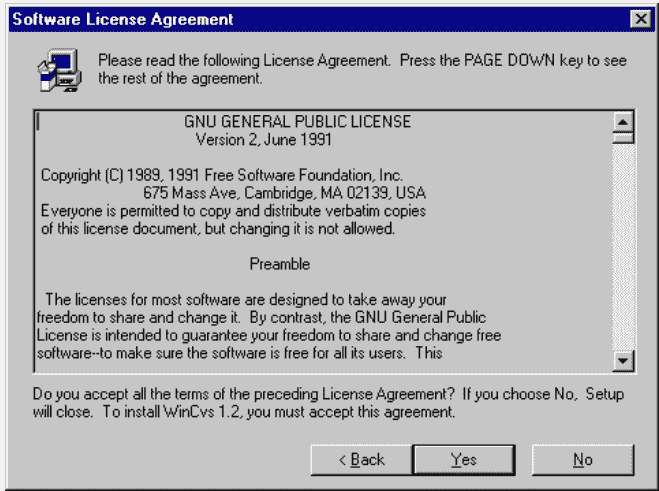 Software License Agreement
Please read the following License Agreement. Press the PAGE DOWN key to see
the rest of the agreement.
GNU GENERAL PUBLIC LICENSE
Version 2, June 1991
Copyright (C) 1989, 1991 Free Software Foundation, Inc.
675 Mass Ave, Cambridge, MA 02139, USA
Everyone is permitted to copy and distribute verbatim copies
of this license document, but changing it is not allowed.
Preamble
The licenses for most software are designed to take away your
freedom to share and change it. By contrast, the GNU General Public
License is intended to guarantee your freedom to share and change free
software--to make sure the software is free for all its users. This
Do you accept all the terms of the preceding License Agreement? If you choose No, Setup
will close. To install WinCvs 1.2, you must accept this agreement.
< Back Yes No